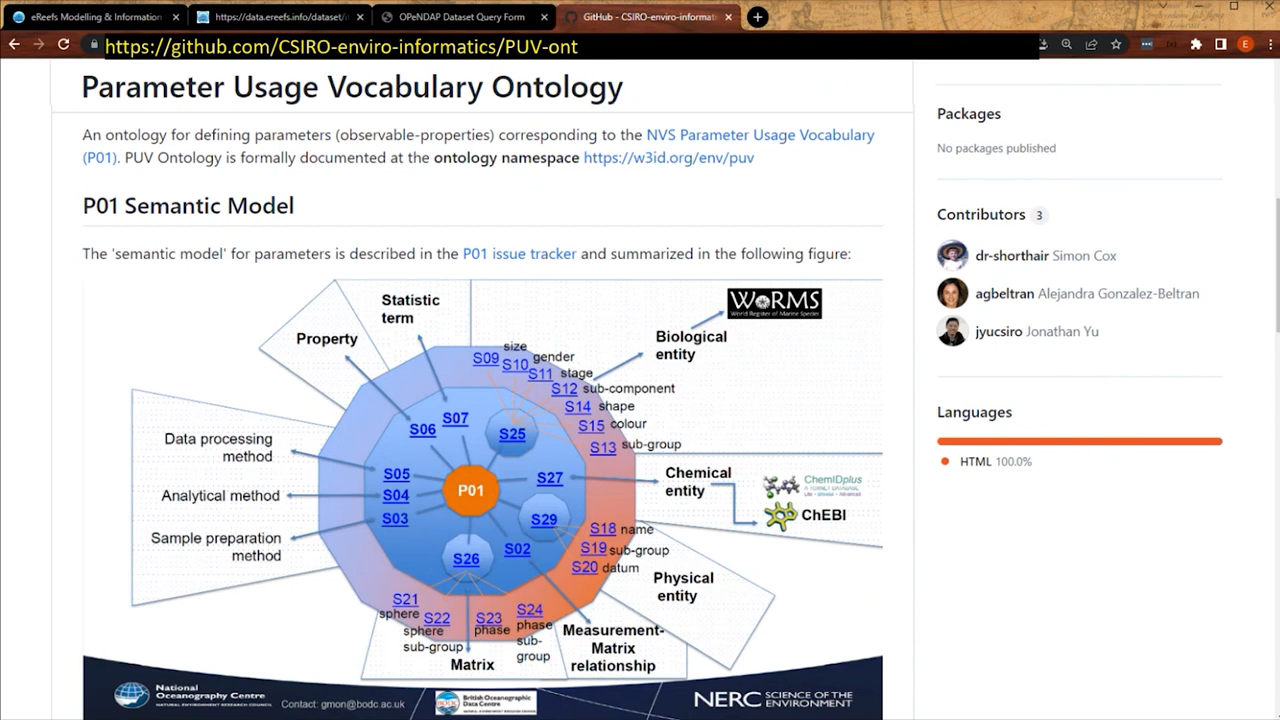 eReefs Modelling & Information
https://data.ereefs.info/dataset/
OPeNDAP Dataset Query Form
GitHub - CSIRO-enviro-informat
https://github.com/CSIRO-enviro-informatics/PUV-ont
E
Parameter Usage Vocabulary Ontology
An ontology for defining parameters (observable-properties) corresponding to the NVS Parameter Usage Vocabulary
(P01). PUV Ontology is formally documented at the ontology namespace https://w3id.org/env/puv
P01 Semantic Model
The 'semantic model' for parameters is described in the P01 issue tracker and summarized in the following figure:
Statistic
term
Property
WoRMS
World Register of Marine Species
Biological
entity
size
S09
S10
gender
S11
stage
S12 sub-component
S14 shape
S15 colour
S13 sub-group
S07
S06
S25
Data processing
method
S05
Analytical method
S04
Sample preparation
method
S03
P01
S27
S29
S02
S26
Chemical
entity
ChemIDplus
ChEBI
S18 name
S19 sub-group
S20 datum
Physical
entity
S21
sphere
S22
sphere
sub-group
S23
phase
S24
phase
sub-
group
Matrix
Measurement-
Matrix
relationship
National
Oceanography Centre
NATURAL ENVIRONMENT RESEARCH COUNCIL
Contact: gmon@bodc.ac.uk
British Oceanographic
Data Centre
NERC SCIENCE OF THE
ENVIRONMENT
Packages
No packages published
Contributors 3
dr-shorthair Simon Cox
agbeltran Alejandra Gonzalez-Beltran
jyucsiro Jonathan Yu
Languages
HTML 100.0%